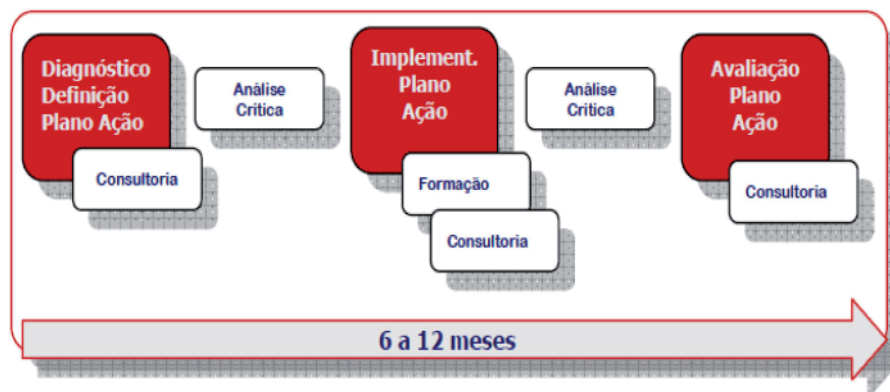 Diagnóstico
Definição
Plano Ação
Consultoria
Análise
Critica
Implement.
Plano
Ação
Formação
Consultoria
Análise
Critica
Avaliação
Plano
Ação
Consultoria
6 a 12 meses